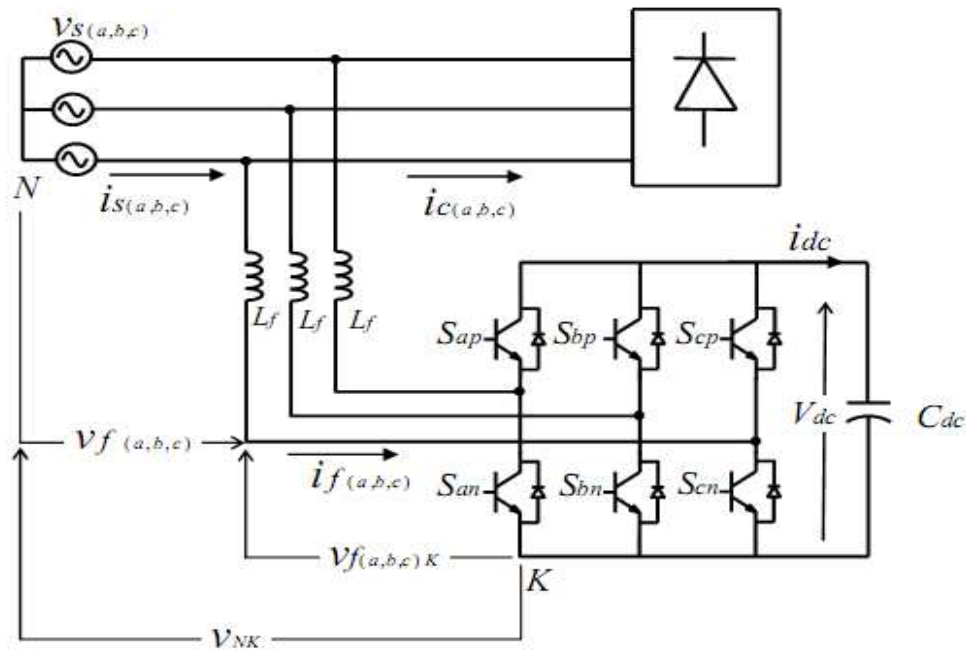 vs(a,b,c)
N
is(a,b,c)
ic(a,b,c)
idc
Lf
Lf
Lf
Sap
Sbp
Scp
Vdc
Cdc
vf (a,b,c)
if(a,b,c)
San
Sbn
Scn
vf(a,b,c) K
K
vNK